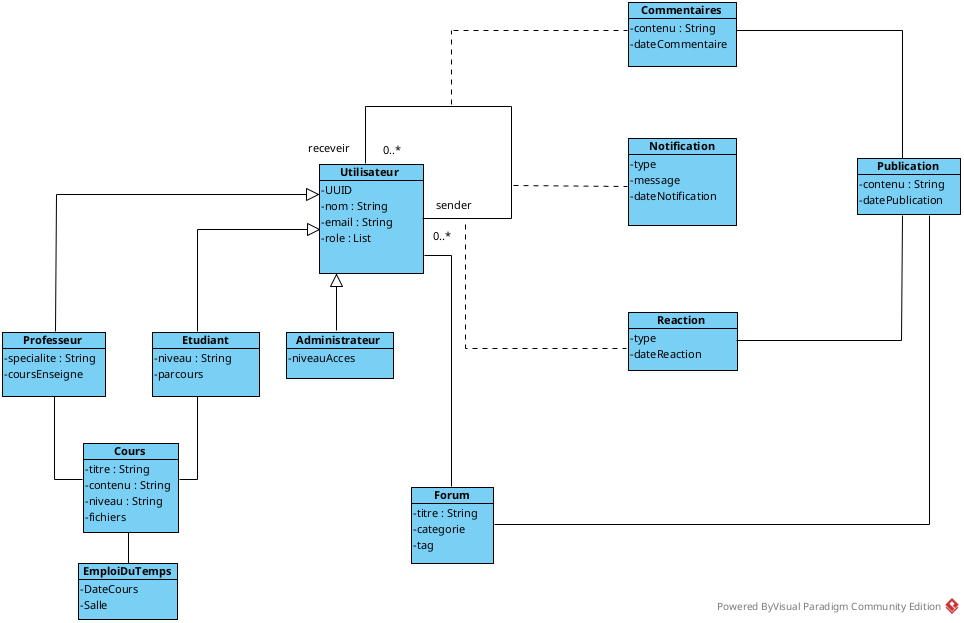 Commentaires
-contenu : String
-dateCommentaire
receveir
0..*
Notification
-type
-message
-dateNotification
Publication
-contenu : String
-datePublication
Utilisateur
-UUID
-nom : String
-email : String
-role : List
sender
0..*
Reaction
-type
-dateReaction
Professeur
-specialite : String
-coursEnseigne
Etudiant
-niveau : String
-parcours
Administrateur
-niveauAcces
Cours
-titre : String
-contenu : String
-niveau : String
-fichiers
Forum
-titre : String
-categorie
-tag
EmploiDuTemps
-DateCours
-Salle
Powered ByVisual Paradigm Community Edition